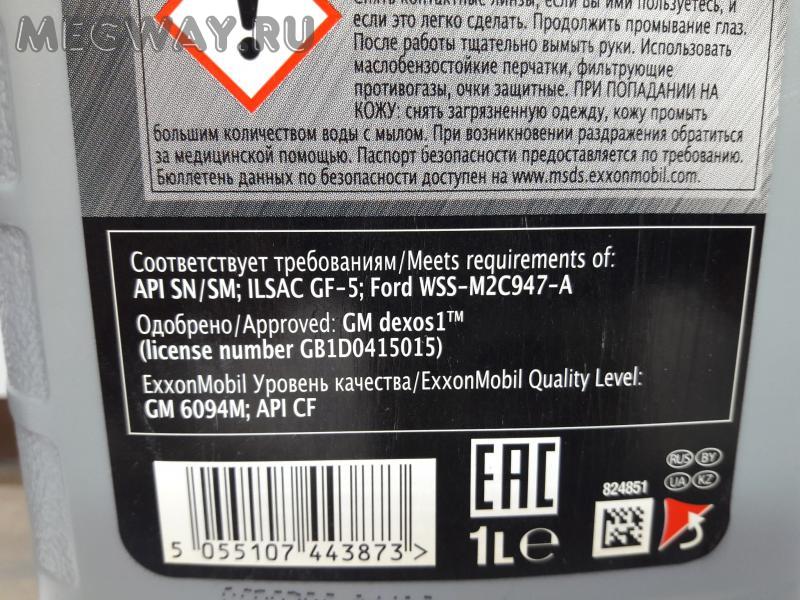 MEGWAY.RU
Снять контактные линзы, если вы ими пользуетесь, и
если это легко сделать. Продолжить промывание глаз.
После работы тщательно вымыть руки. Использовать
маслобензостойкие перчатки, фильтрующие
противогазы, очки защитные. ПРИ ПОПАДАНИИ НА
КОЖУ: снять загрязненную одежду, кожу промыть
большим количеством воды с мылом. При возникновении раздражения обратиться
за медицинской помощью. Паспорт безопасности предоставляется по требованию.
Бюллетень данных по безопасности доступен на www.msds.exxonmobil.com.
Соответствует требованиям/Meets requirements of:
API SN/SM; ILSAC GF-5; Ford WSS-M2C947-A
Одобрено/Approved: GM dexos1™
(license number GB1D0415015)
ExxonMobil Уровень качества/ExxonMobil Quality Level:
GM 6094M; API CF
EAC
RUS BY
UA KZ
824851
5 055107 443873 >
1L e